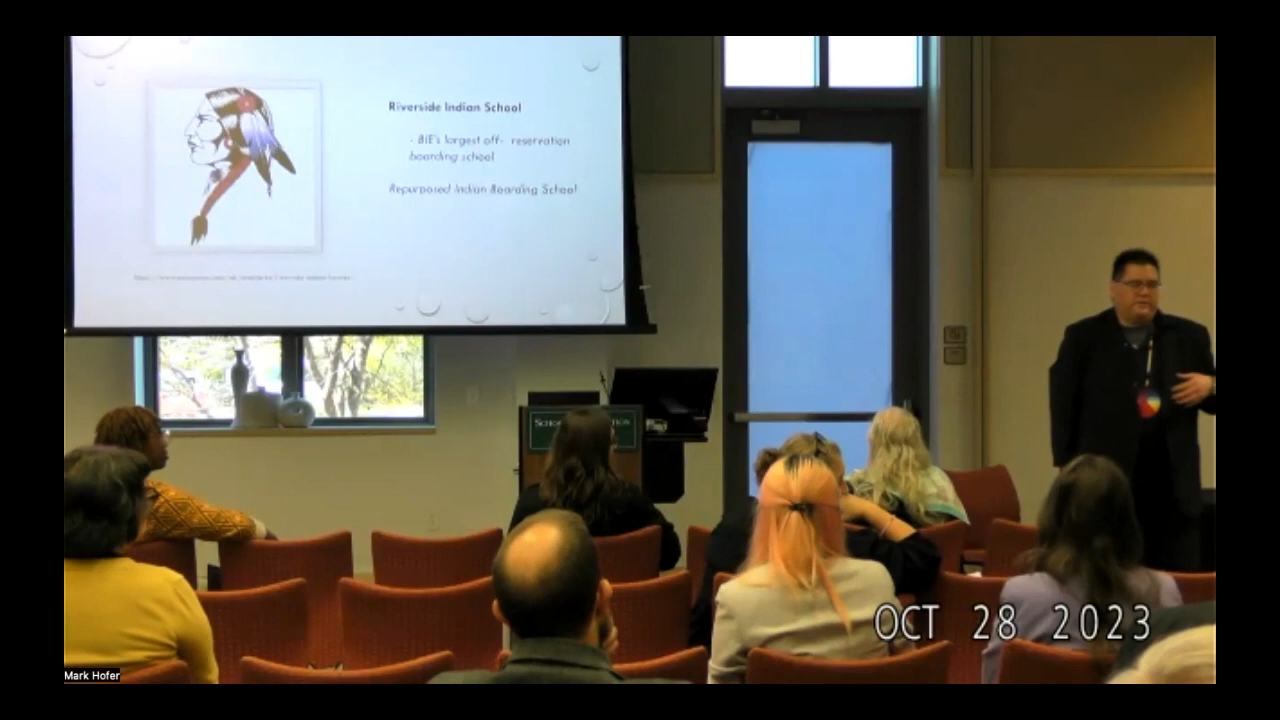 Riverside Indian School
- BIE's largest off- reservation
boarding school
Repurposed Indian Boarding School
OCT 28 2023
Mark Hofer